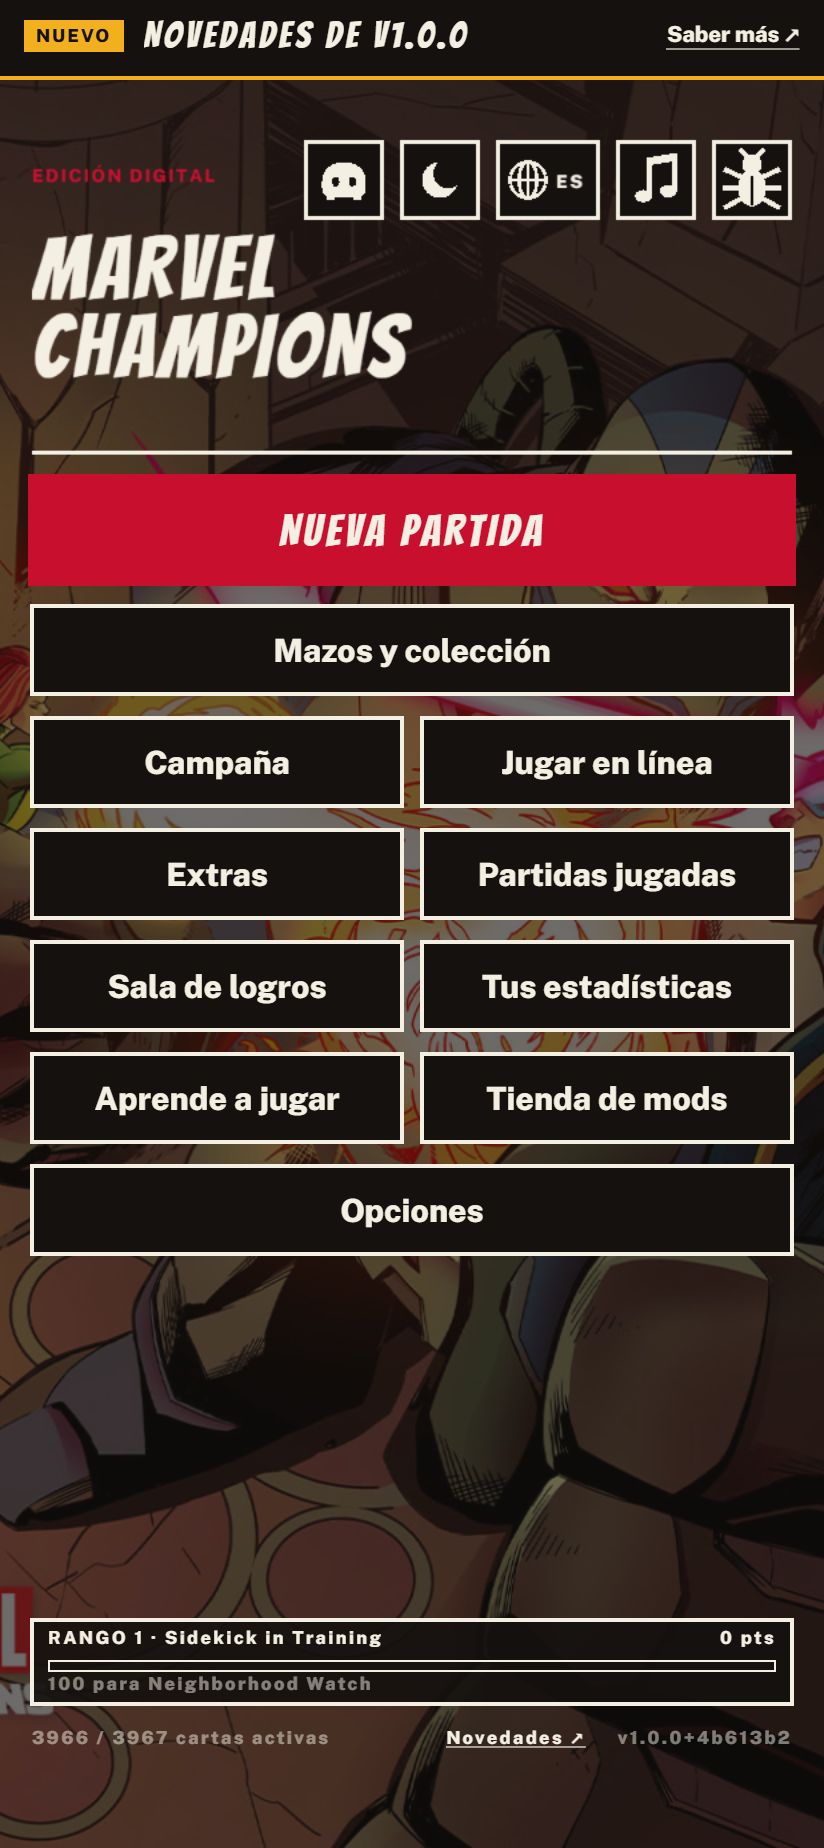 NUEVO NOVEDADES DE V1.0.0 Saber más ↗
EDICIÓN DIGITAL
ES
MARVEL
CHAMPIONS
NUEVA PARTIDA
Mazos y colección
Campaña Jugar en línea
Extras Partidas jugadas
Sala de logros Tus estadísticas
Aprende a jugar Tienda de mods
Opciones
RANGO 1 · Sidekick in Training 0 pts
100 para Neighborhood Watch
3966 / 3967 cartas activas Novedades ↗ v1.0.0+4b613b2